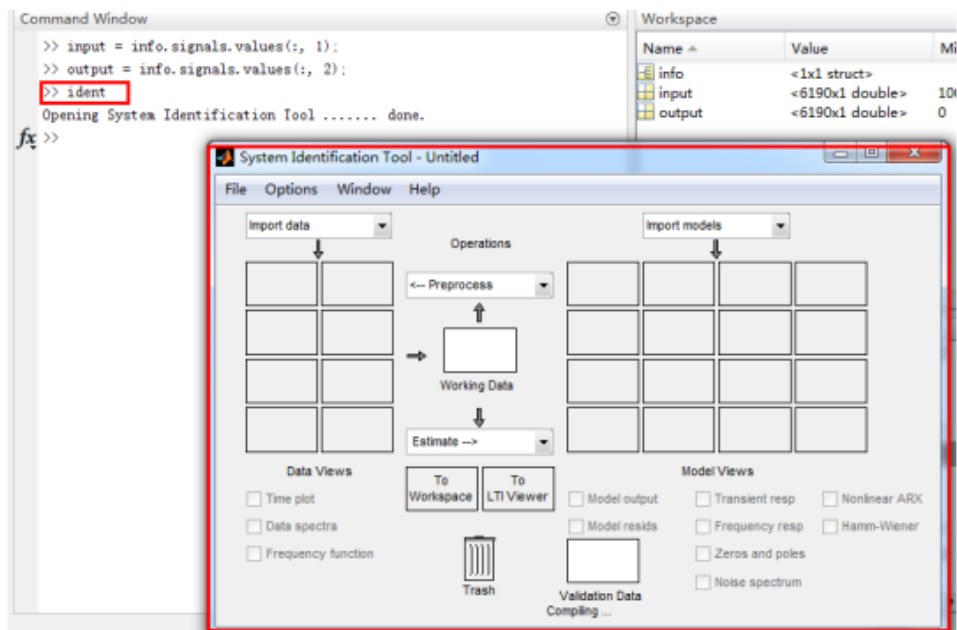 Command Window
Workspace
>> input = info.signals.values(:, 1);
>> output = info.signals.values(:, 2);
>> ident
Opening System Identification Tool ....... done.
fx >>
Name Value Mi
info <1x1 struct>
input <6190x1 double> 100
output <6190x1 double> 0
System Identification Tool - Untitled
File Options Window Help
Import data
Import models
Operations
<-- Preprocess
Working Data
Estimate -->
Data Views
To Workspace
To LTI Viewer
Model Views
Time plot
Data spectra
Frequency function
Model output
Model resids
Transient resp
Frequency resp
Zeros and poles
Noise spectrum
Nonlinear ARX
Hamm-Wiener
Trash
Validation Data
Compiling ...